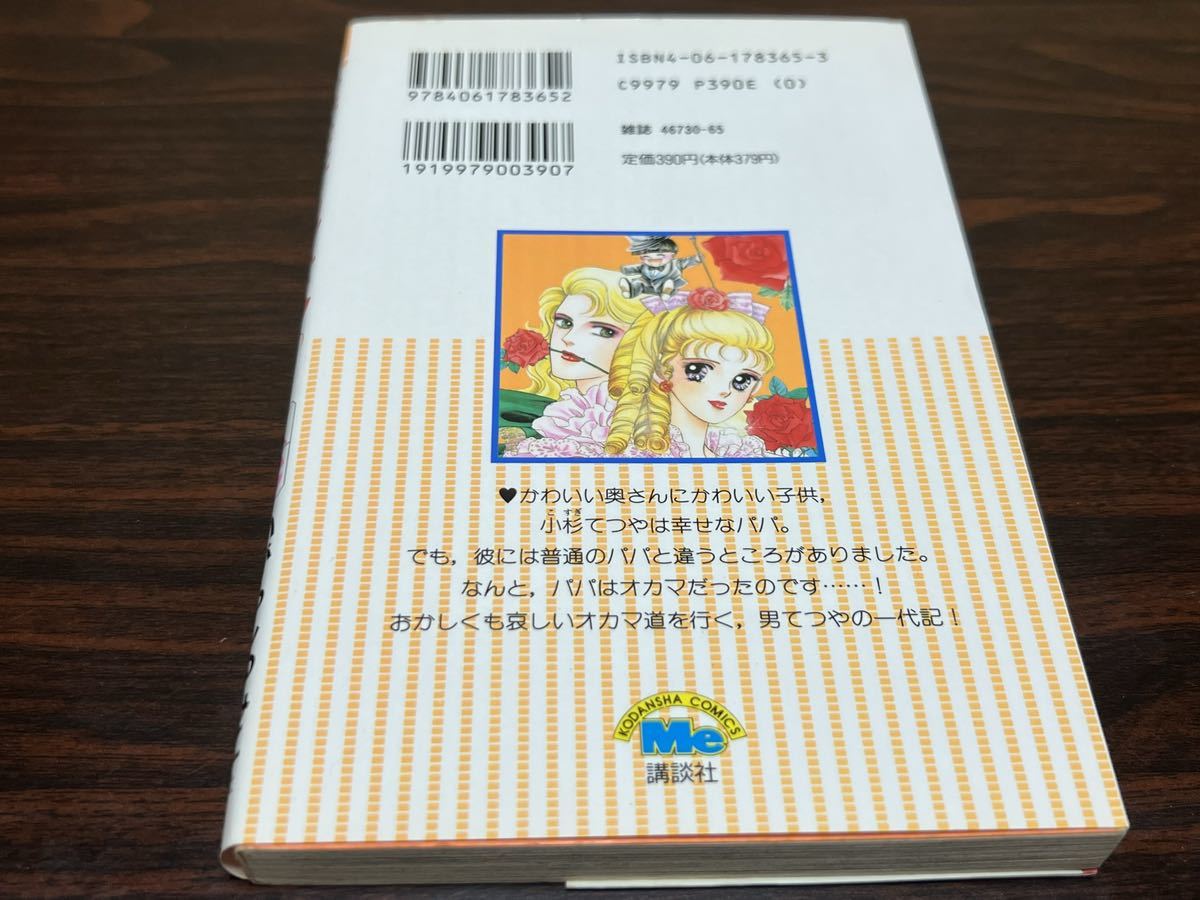 9784061783652
ISBN4-06-178365-3
C9979 P390E (0)
1919979003907
雑誌 46730-65
定価390円(本体379円)
♥かわいい奥さんにかわいい子供,
こすぎ
小杉てつやは幸せなパパ。
でも,彼には普通のパパと違うところがありました。
なんと,パパはオカマだったのです……!
おかしくも哀しいオカマ道を行く,男てつやの一代記!
KODANSHA COMICS
Me
講談社